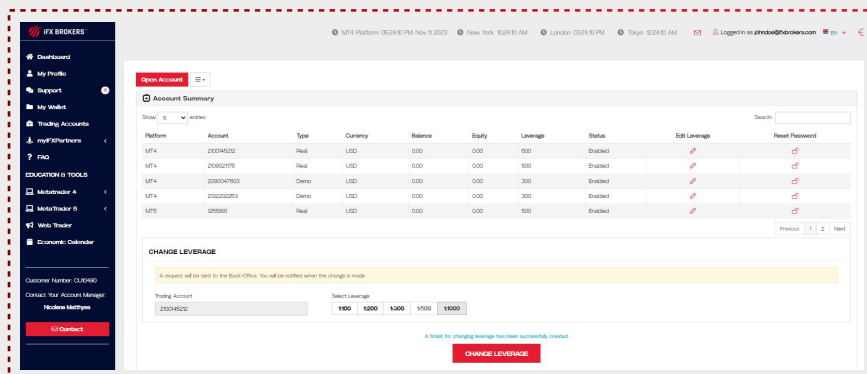 iFX BROKERS
MT4 Platform 05:24:10 PM Nov 11 2023 New York 10:24:10 AM London 03:24:10 PM Tokyo 12:24:10 AM Logged in as johndoe@ifxbrokers.com EN
Dashboard
My Profile
Support
My Wallet
Trading Accounts
myIFXPartners
FAQ
EDUCATION & TOOLS
Metatrader 4
MetaTrader 5
Web Trader
Economic Calendar
Customer Number: CU10490
Contact Your Account Manager:
Nicolene Matthyse
Contact
Open Account
Account Summary
Show 5 entries Search:
Platform Account Type Currency Balance Equity Leverage Status Edit Leverage Reset Password
MT4 2100145212 Real USD 0.00 0.00 500 Enabled
MT4 2109021175 Real USD 0.00 0.00 500 Enabled
MT4 2090047603 Demo USD 0.00 0.00 300 Enabled
MT4 2132202253 Demo USD 0.00 0.00 300 Enabled
MT5 1255991 Real USD 0.00 0.00 500 Enabled
Previous 1 2 Next
CHANGE LEVERAGE
A request will be sent to the Back-Office. You will be notified when the change is made
Trading Account Select Leverage
2100145212 1:100 1:200 1:300 1:500 1:1000
A ticket for changing leverage has been successfully created
CHANGE LEVERAGE